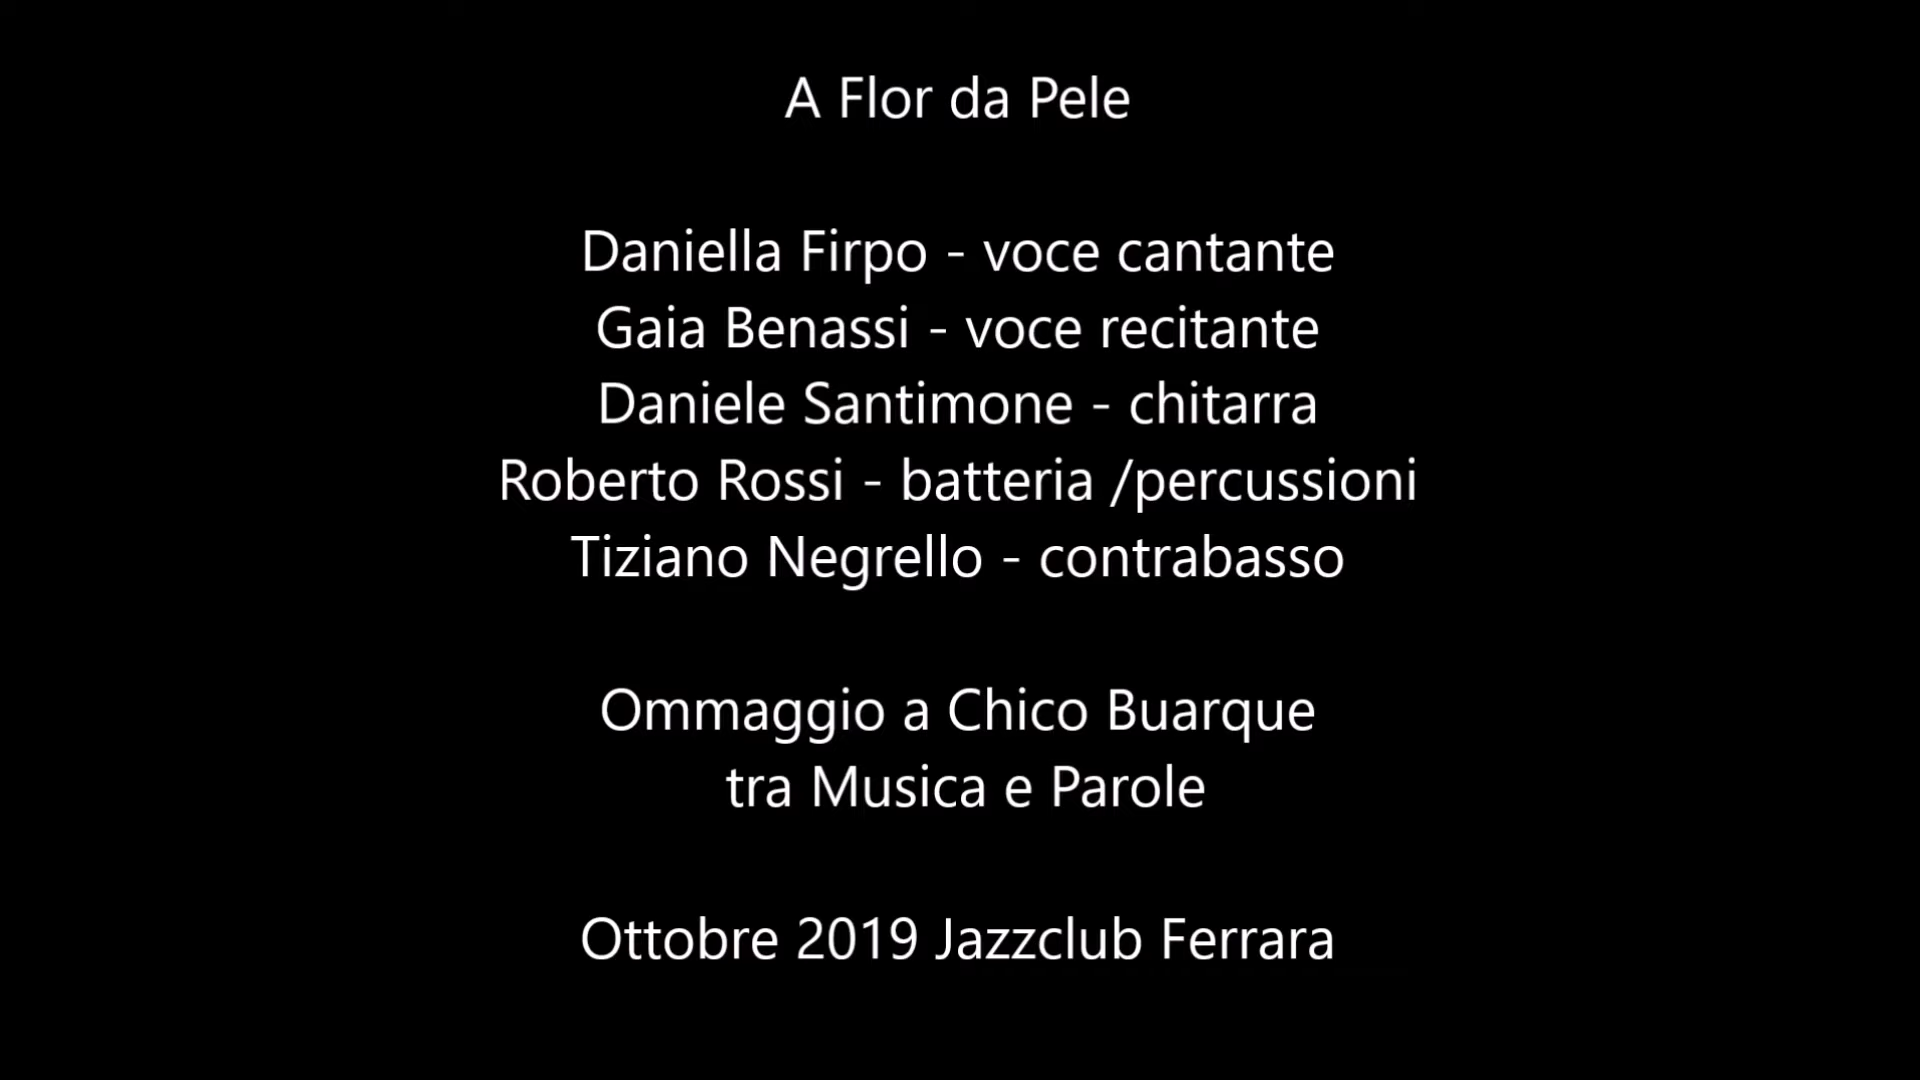 A Flor da Pele
Daniella Firpo - voce cantante
Gaia Benassi - voce recitante
Daniele Santimone - chitarra
Roberto Rossi - batteria /percussioni
Tiziano Negrello - contrabasso
Ommaggio a Chico Buarque
tra Musica e Parole
Ottobre 2019 Jazzclub Ferrara